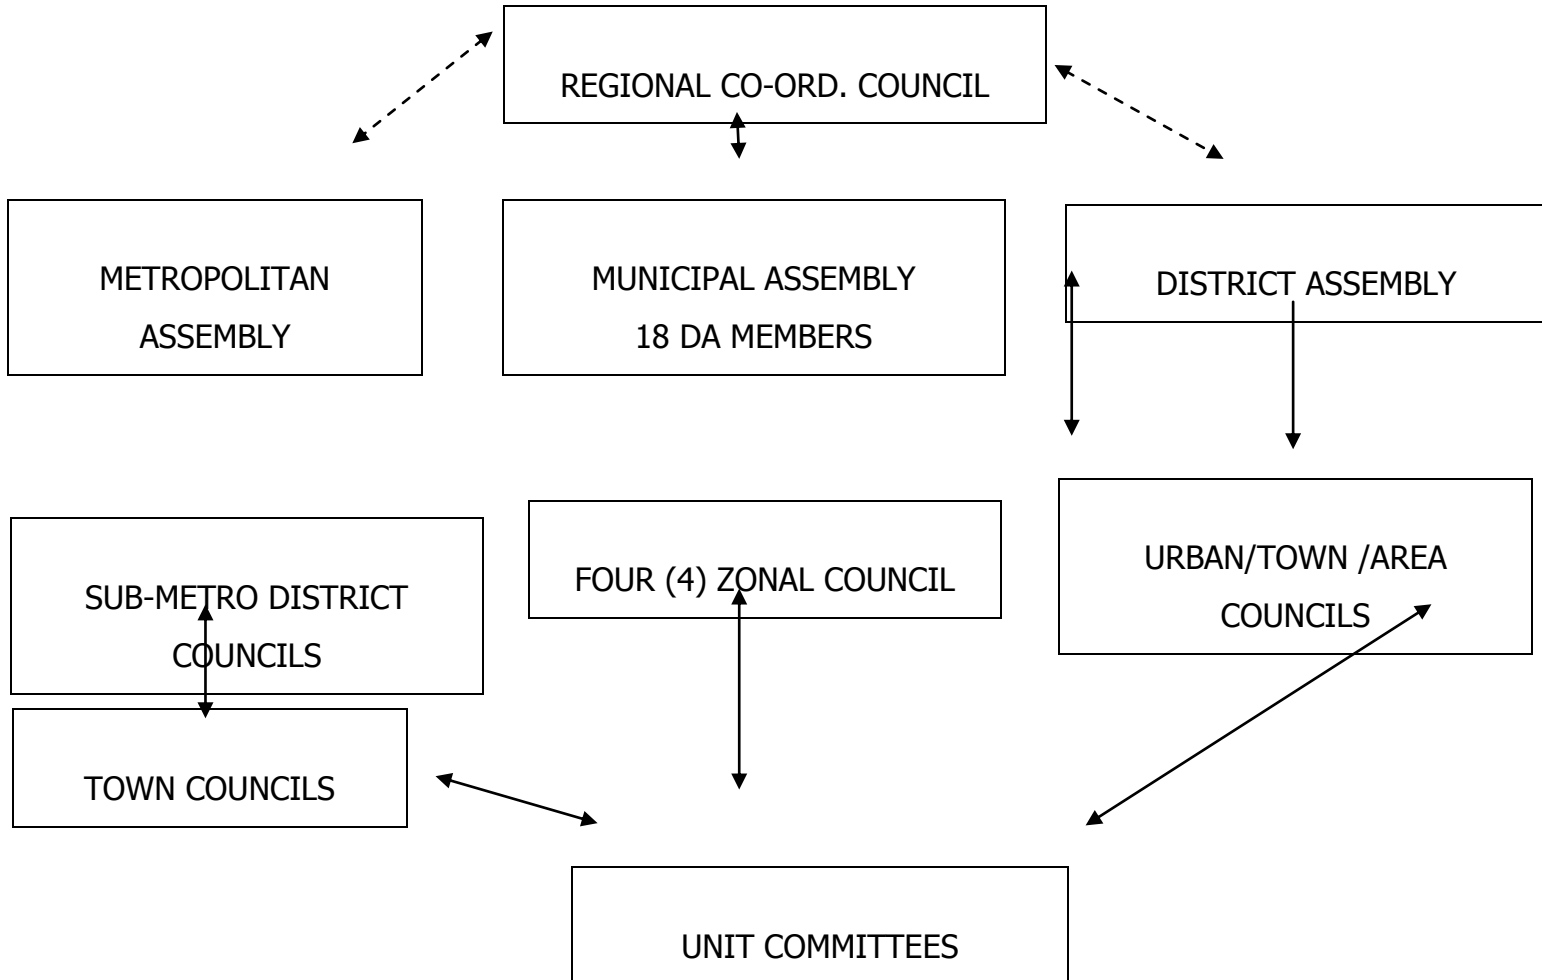 REGIONAL CO-ORD. COUNCIL
METROPOLITAN
ASSEMBLY
MUNICIPAL ASSEMBLY
18 DA MEMBERS
DISTRICT ASSEMBLY
SUB-METRO DISTRICT
COUNCILS
FOUR (4) ZONAL COUNCIL
URBAN/TOWN /AREA
COUNCILS
TOWN COUNCILS
UNIT COMMITTEES